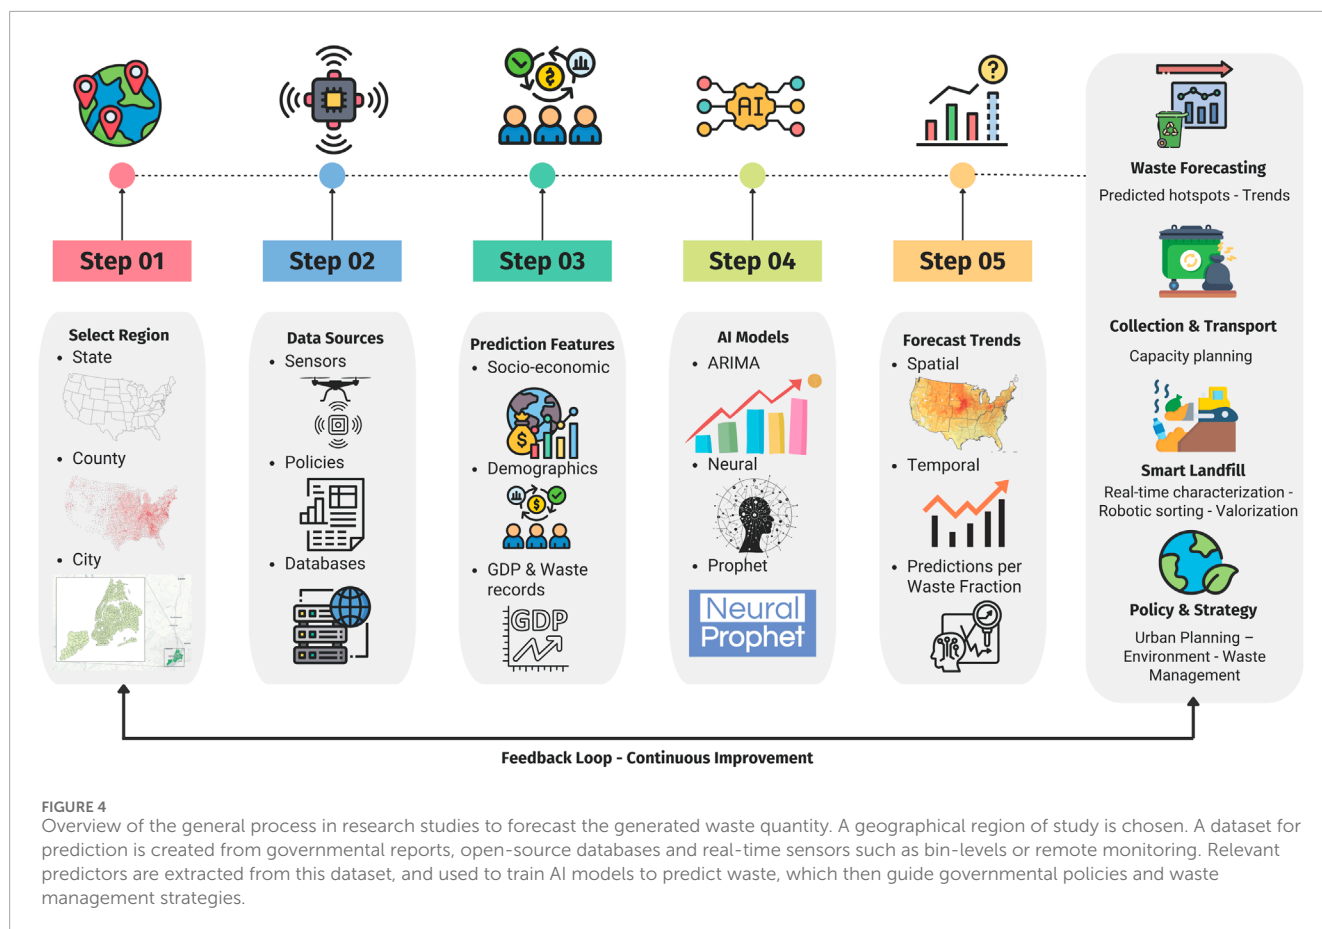 AI
?
$
Step 01
Step 02
Step 03
Step 04
Step 05
Select Region
• State
• County
• City
Data Sources
• Sensors
• Policies
• Databases
Prediction Features
• Socio-economic
$
• Demographics
$
• GDP & Waste
records
GDP
AI Models
• ARIMA
• Neural
• Prophet
Neural
Prophet
Forecast Trends
• Spatial
• Temporal
• Predictions per
Waste Fraction
Waste Forecasting
Predicted hotspots - Trends
Collection & Transport
Capacity planning
Smart Landfill
Real-time characterization -
Robotic sorting - Valorization
Policy & Strategy
Urban Planning –
Environment - Waste
Management
Feedback Loop - Continuous Improvement
FIGURE 4
Overview of the general process in research studies to forecast the generated waste quantity. A geographical region of study is chosen. A dataset for
prediction is created from governmental reports, open-source databases and real-time sensors such as bin-levels or remote monitoring. Relevant
predictors are extracted from this dataset, and used to train AI models to predict waste, which then guide governmental policies and waste
management strategies.